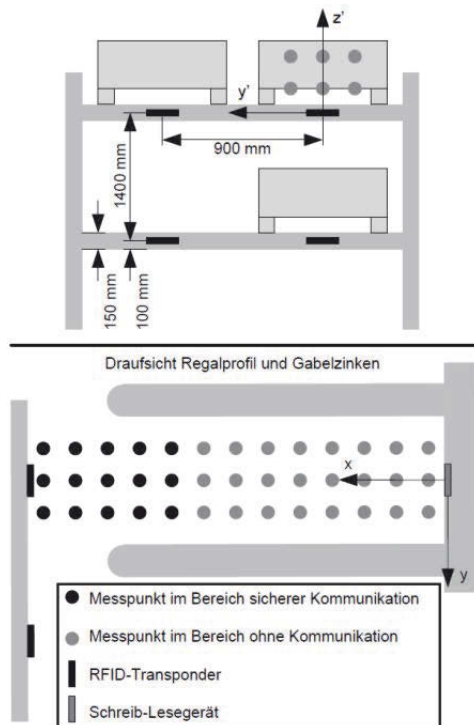 z'
y'
900 mm
1400 mm
150 mm
100 mm
Draufsicht Regalprofil und Gabelzinken
x
y
Messpunkt im Bereich sicherer Kommunikation
Messpunkt im Bereich ohne Kommunikation
RFID-Transponder
Schreib-Lesegerät